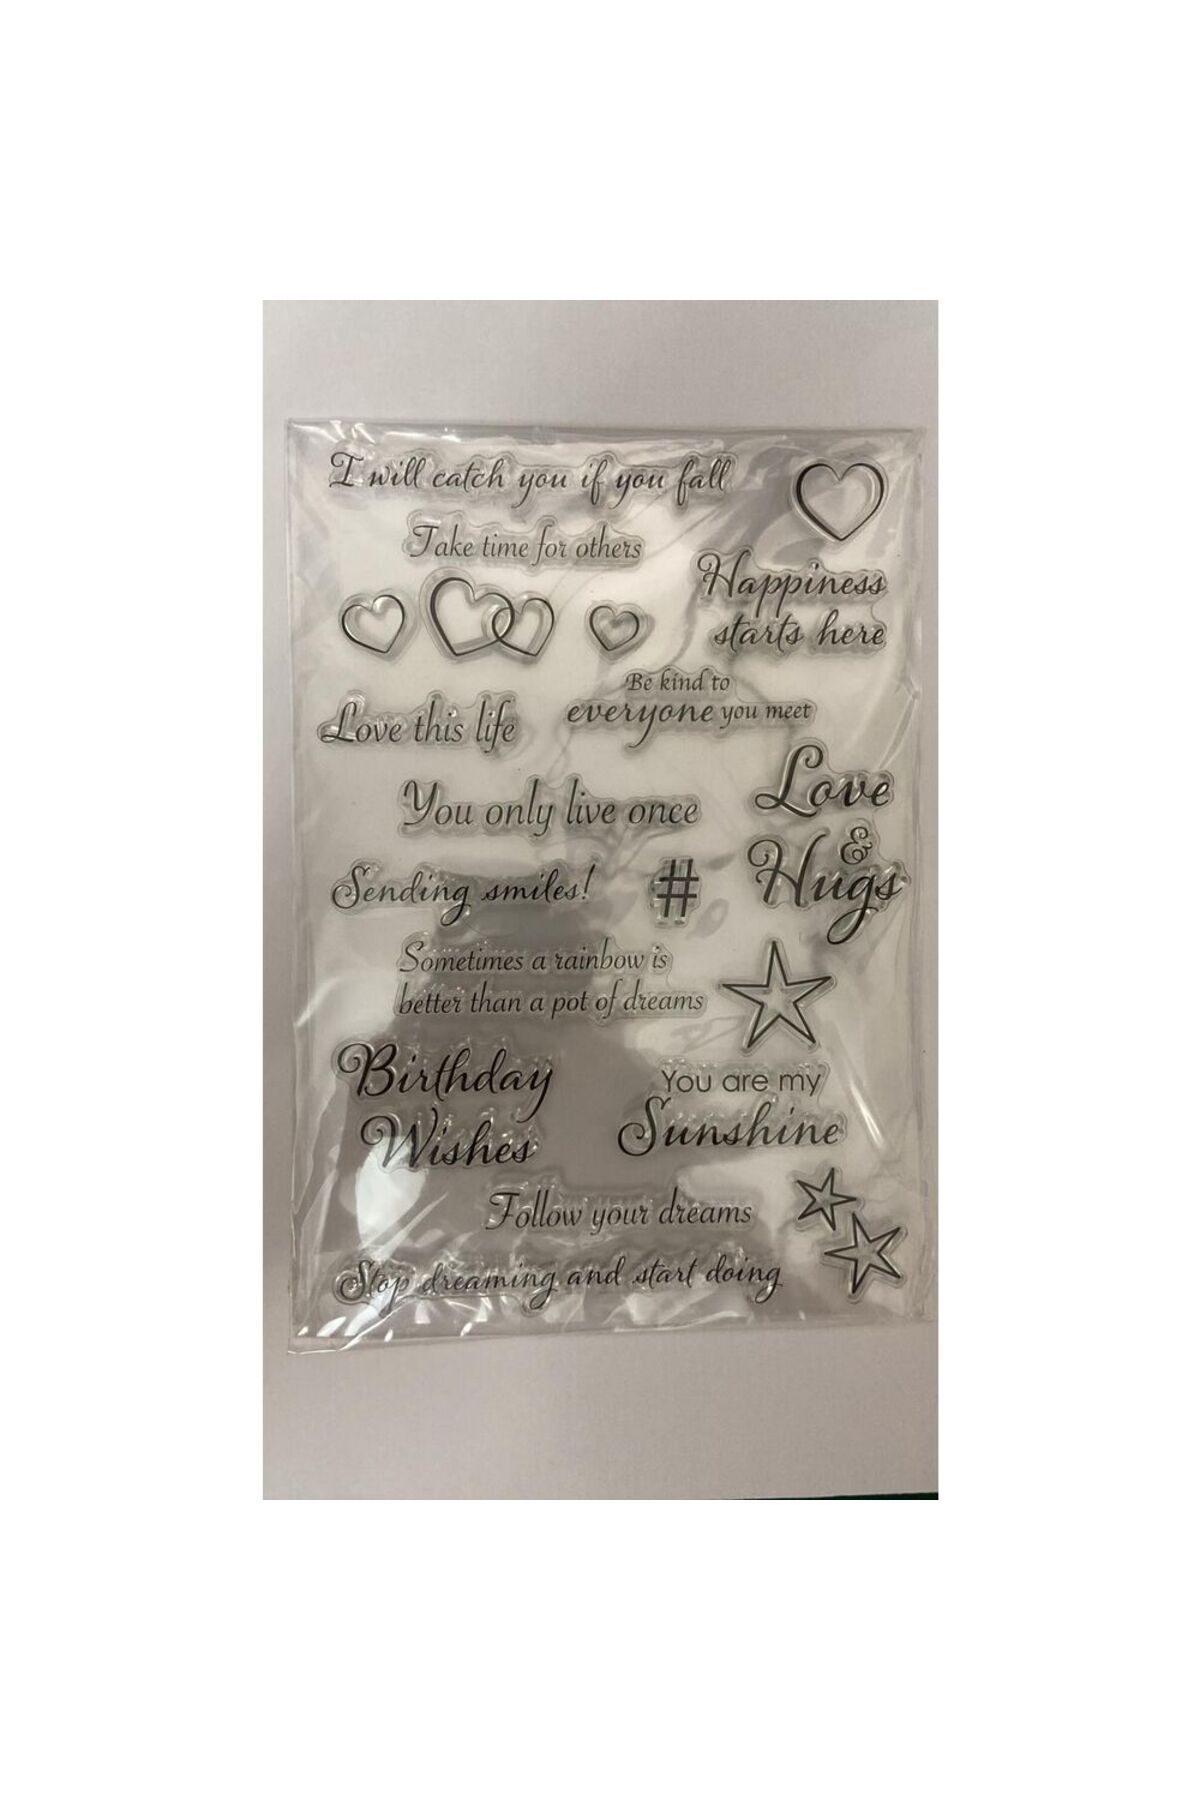 I will catch you if you fall
Take time for others
Happiness
starts here
Be kind to
everyone you meet
Love this life
Love
&
Hugs
You only live once
Sending smiles!
#
Sometimes a rainbow is
better than a pot of dreams
Birthday
Wishes
You are my
Sunshine
Follow your dreams
Stop dreaming and start doing